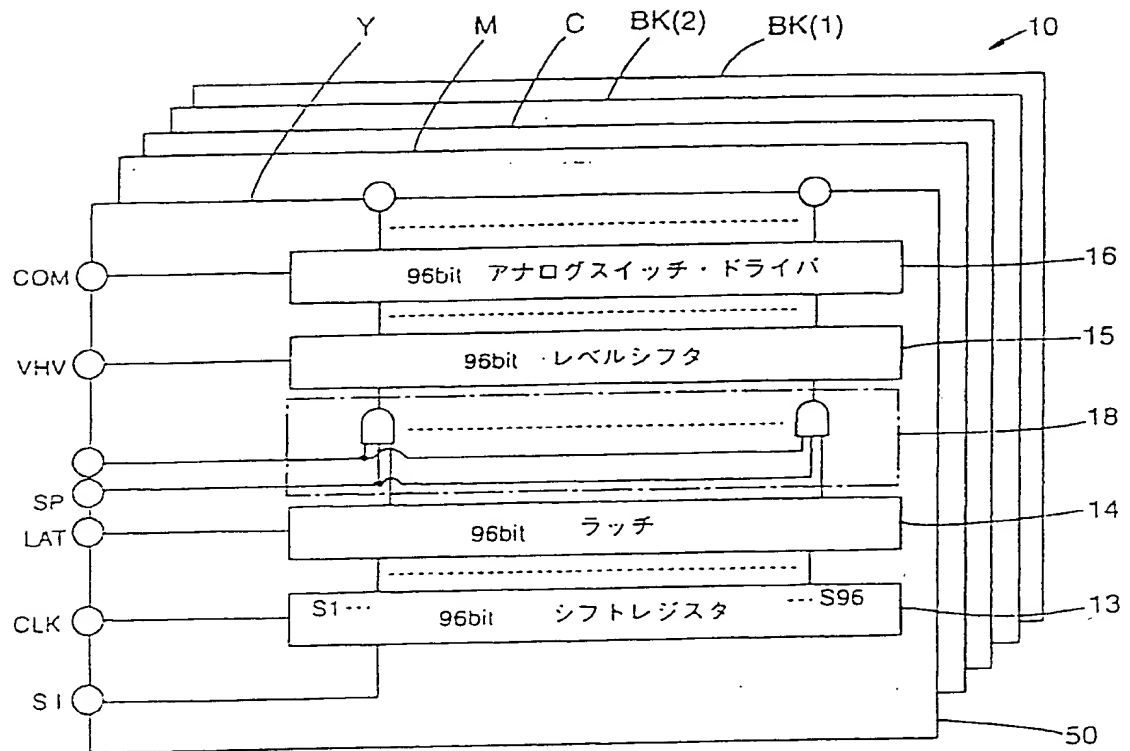 Y M C BK(2) BK(1) 10
COM 96bit アナログスイッチ・ドライバ 16
VHV 96bit ・レベルシフタ 15
18
SP
LAT 96bit ラッチ 14
S1 ··· ··· S96
CLK 96bit シフトレジスタ 13
SI
50